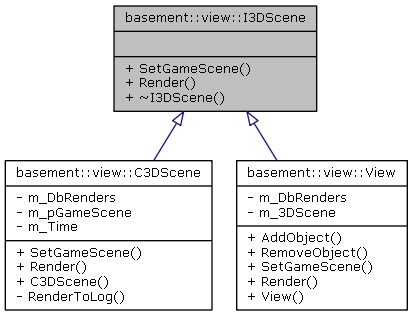 basement::view::I3DScene
+ SetGameScene()
+ Render()
+ ~I3DScene()
basement::view::C3DScene
- m_DbRenders
- m_pGameScene
- m_Time
+ SetGameScene()
+ Render()
+ C3DScene()
- RenderToLog()
basement::view::View
- m_DbRenders
- m_3DScene
+ AddObject()
+ RemoveObject()
+ SetGameScene()
+ Render()
+ View()